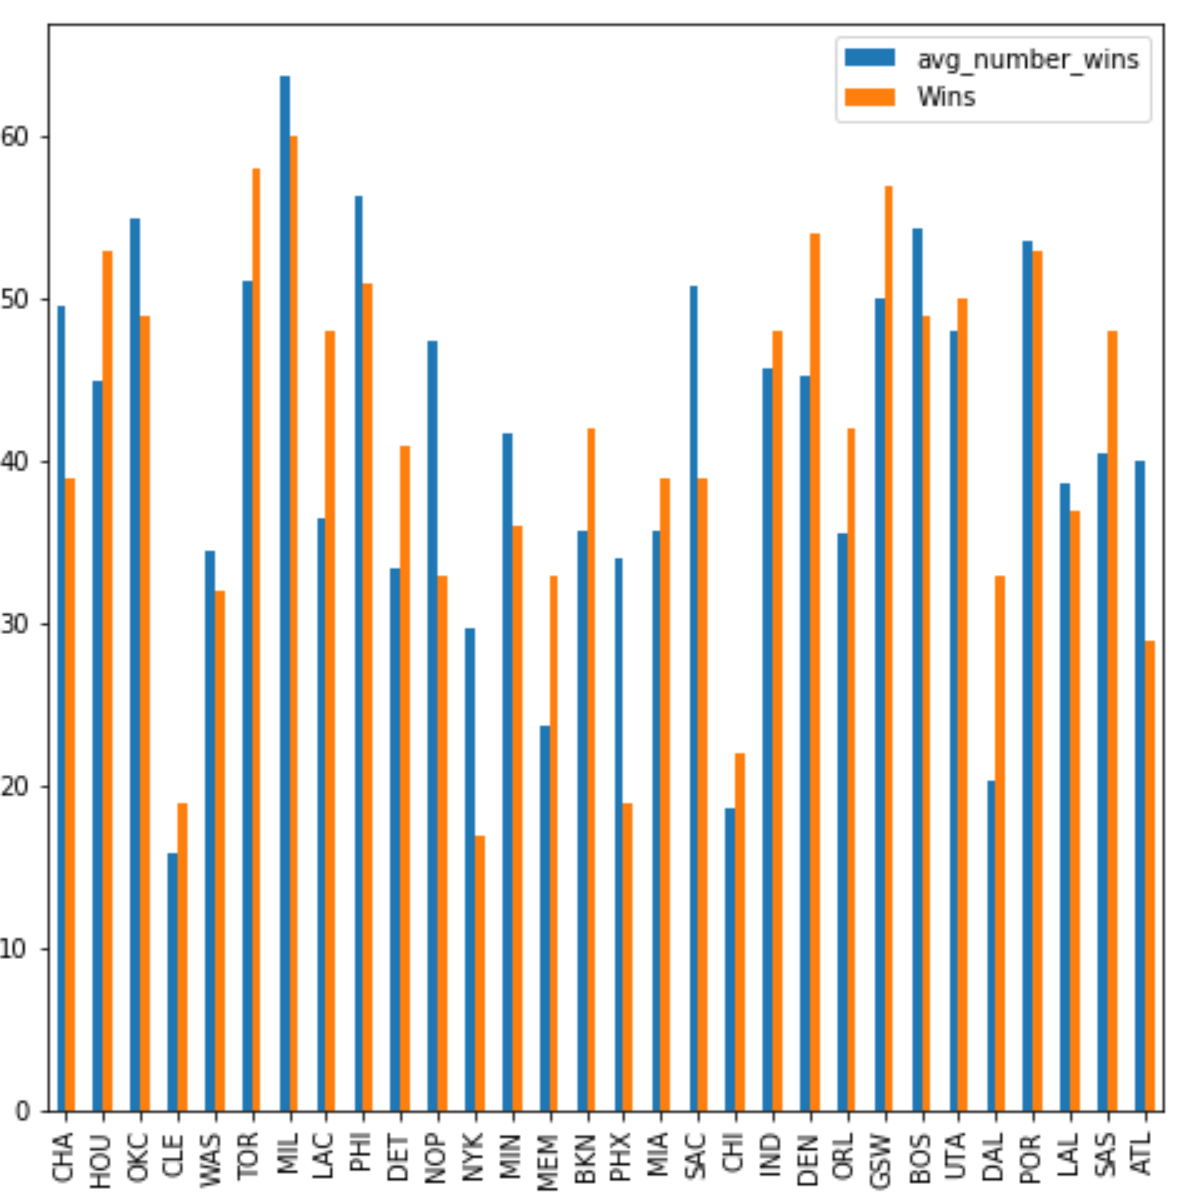 avg_number_wins
Wins
60
50
40
30
20
10
0
CHA HOU OKC CLE WAS TOR MIL LAC PHI DET NOP NYK MIN MEM BKN PHX MIA SAC CHI IND DEN ORL GSW BOS UTA DAL POR LAL SAS ATL